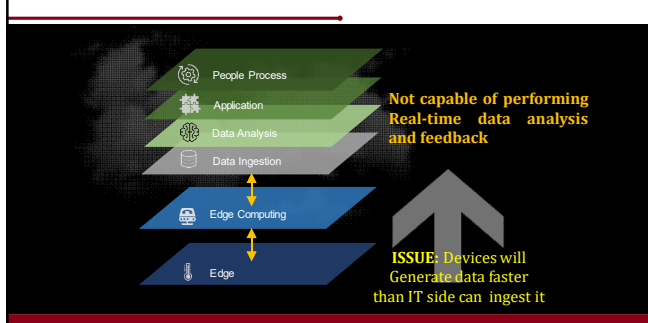 People Process
Application
Data Analysis
Data Ingestion
Edge Computing
Edge
Not capable of performing
Real-time data analysis
and feedback
ISSUE: Devices will
Generate data faster
than IT side can ingest it